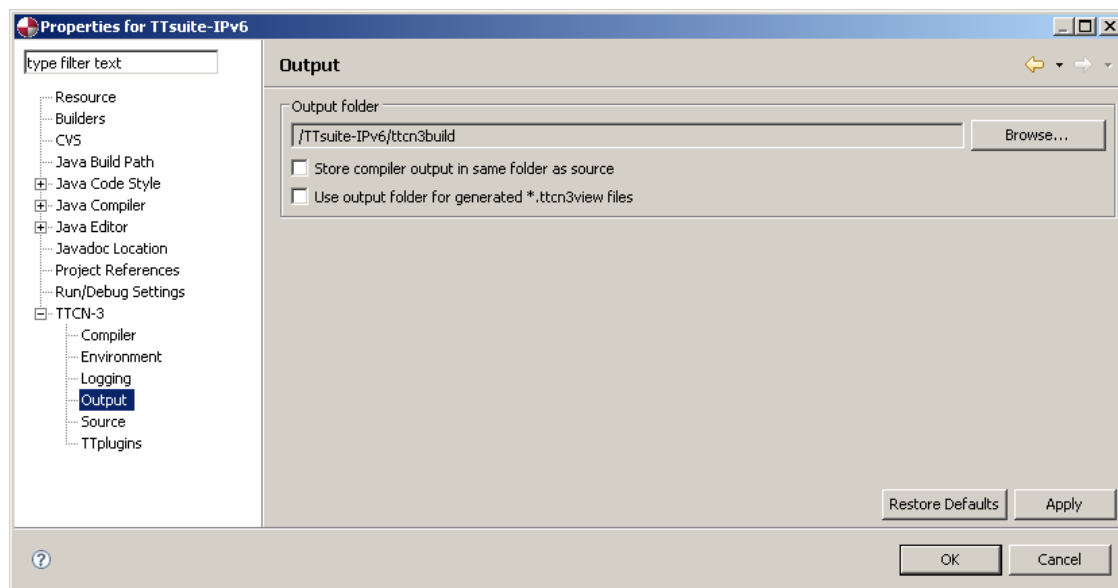 Properties for TTsuite-IPv6
type filter text
Output
Resource
Builders
CVS
Java Build Path
Java Code Style
Java Compiler
Java Editor
Javadoc Location
Project References
Run/Debug Settings
TTCN-3
Compiler
Environment
Logging
Output
Source
TTplugins
Output folder
/TTsuite-IPv6/ttcn3build
Browse...
Store compiler output in same folder as source
Use output folder for generated *.ttcn3view files
Restore Defaults
Apply
?
OK
Cancel